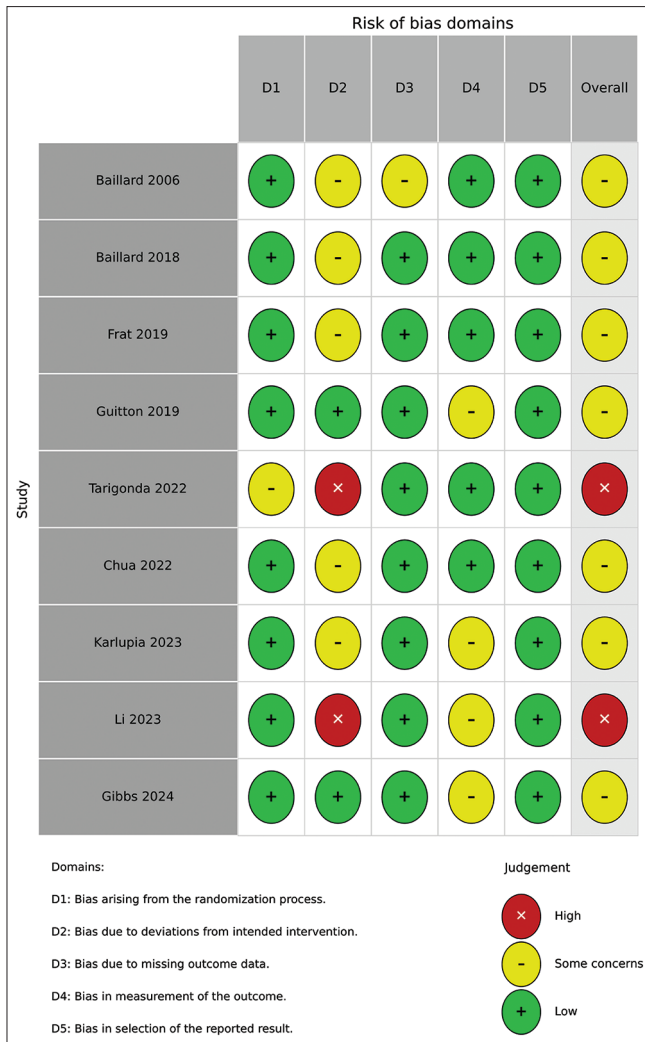 Risk of bias domains
D1 D2 D3 D4 D5 Overall
Study
Baillard 2006 + - - + + -
Baillard 2018 + - + + + -
Frat 2019 + - + + + -
Guitton 2019 + + + - + -
Tarigonda 2022 - × + + + ×
Chua 2022 + - + + + -
Karlupia 2023 + - + - + -
Li 2023 + × + - + ×
Gibbs 2024 + + + - + -
Domains:
D1: Bias arising from the randomization process.
D2: Bias due to deviations from intended intervention.
D3: Bias due to missing outcome data.
D4: Bias in measurement of the outcome.
D5: Bias in selection of the reported result.
Judgement
× High
- Some concerns
+ Low